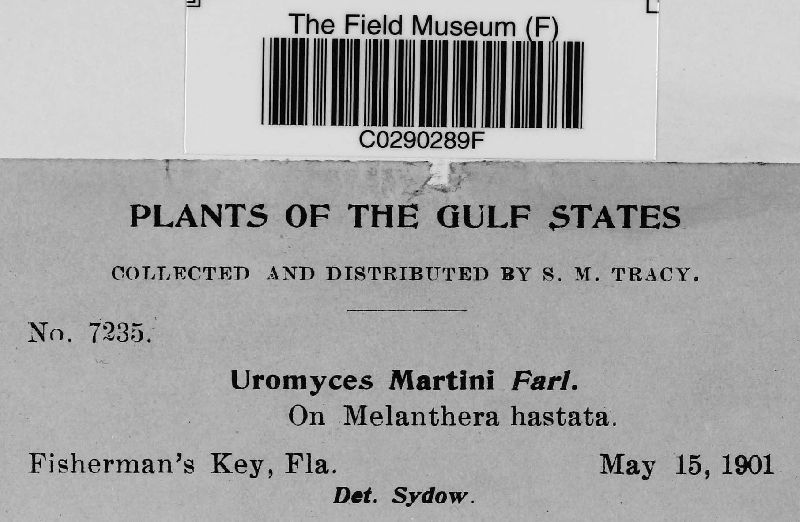 The Field Museum (F)
C0290289F
PLANTS OF THE GULF STATES
COLLECTED AND DISTRIBUTED BY S. M. TRACY.
No. 7235.
Uromyces Martini Farl.
On Melanthera hastata.
Fisherman's Key, Fla. May 15, 1901
Det. Sydow.